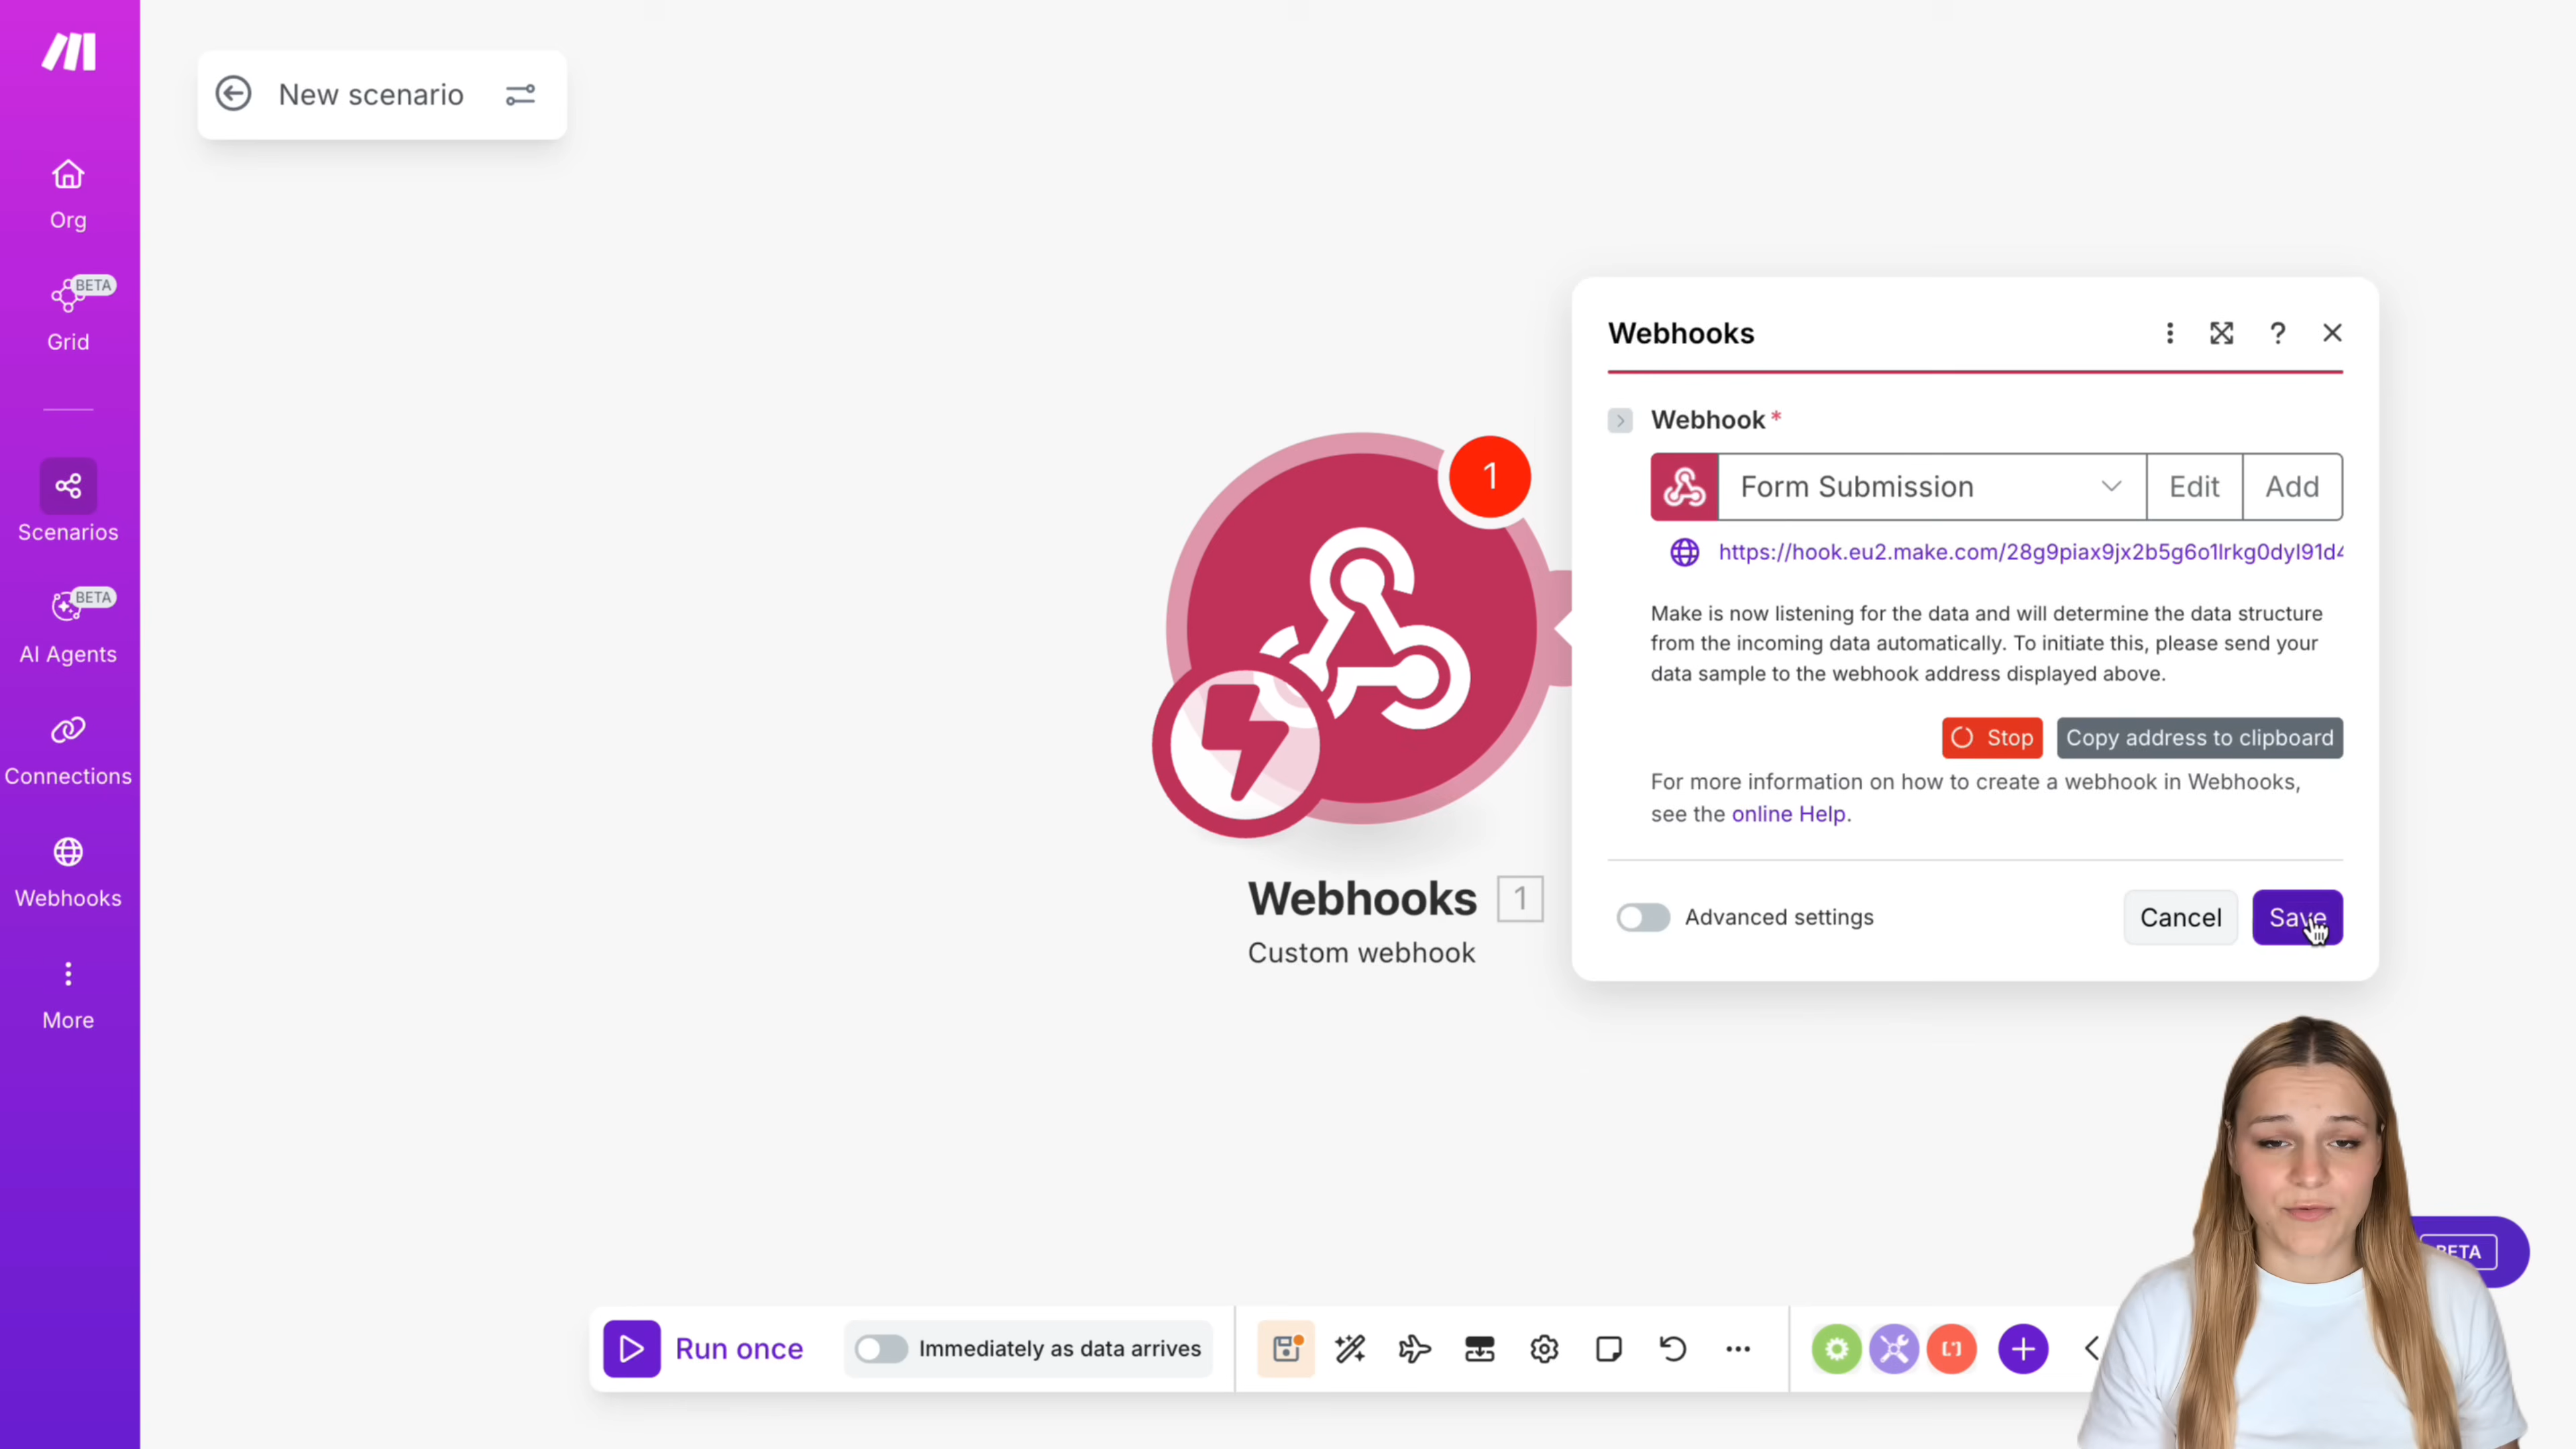 New scenario
Org
BETA
Grid
Scenarios
BETA
AI Agents
Connections
Webhooks
More
1
Webhooks 1
Custom webhook
Webhooks
?
Webhook *
Form Submission
Edit
Add
https://hook.eu2.make.com/28g9piax9jx2b5g6o1lrkg0dyl91d4
Make is now listening for the data and will determine the data structure
from the incoming data automatically. To initiate this, please send your
data sample to the webhook address displayed above.
Stop
Copy address to clipboard
For more information on how to create a webhook in Webhooks,
see the online Help.
Advanced settings
Cancel
Save
BETA
Run once
Immediately as data arrives